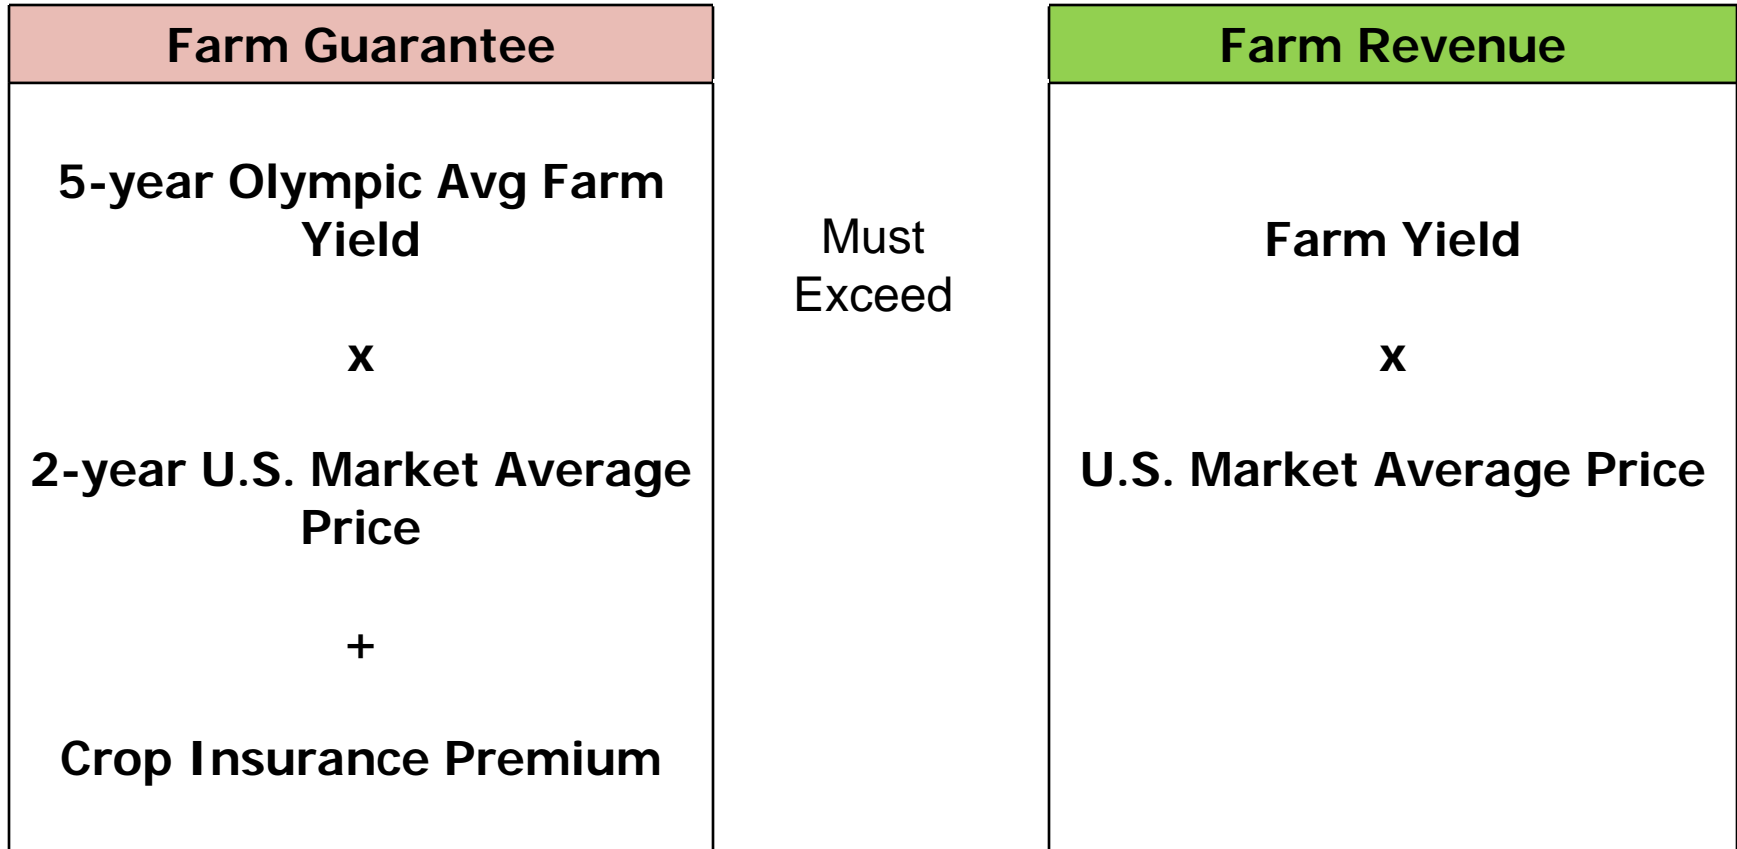 Farm Guarantee
5-year Olympic Avg Farm
Yield
x
2-year U.S. Market Average
Price
+
Crop Insurance Premium
Must
Exceed
Farm Revenue
Farm Yield
x
U.S. Market Average Price